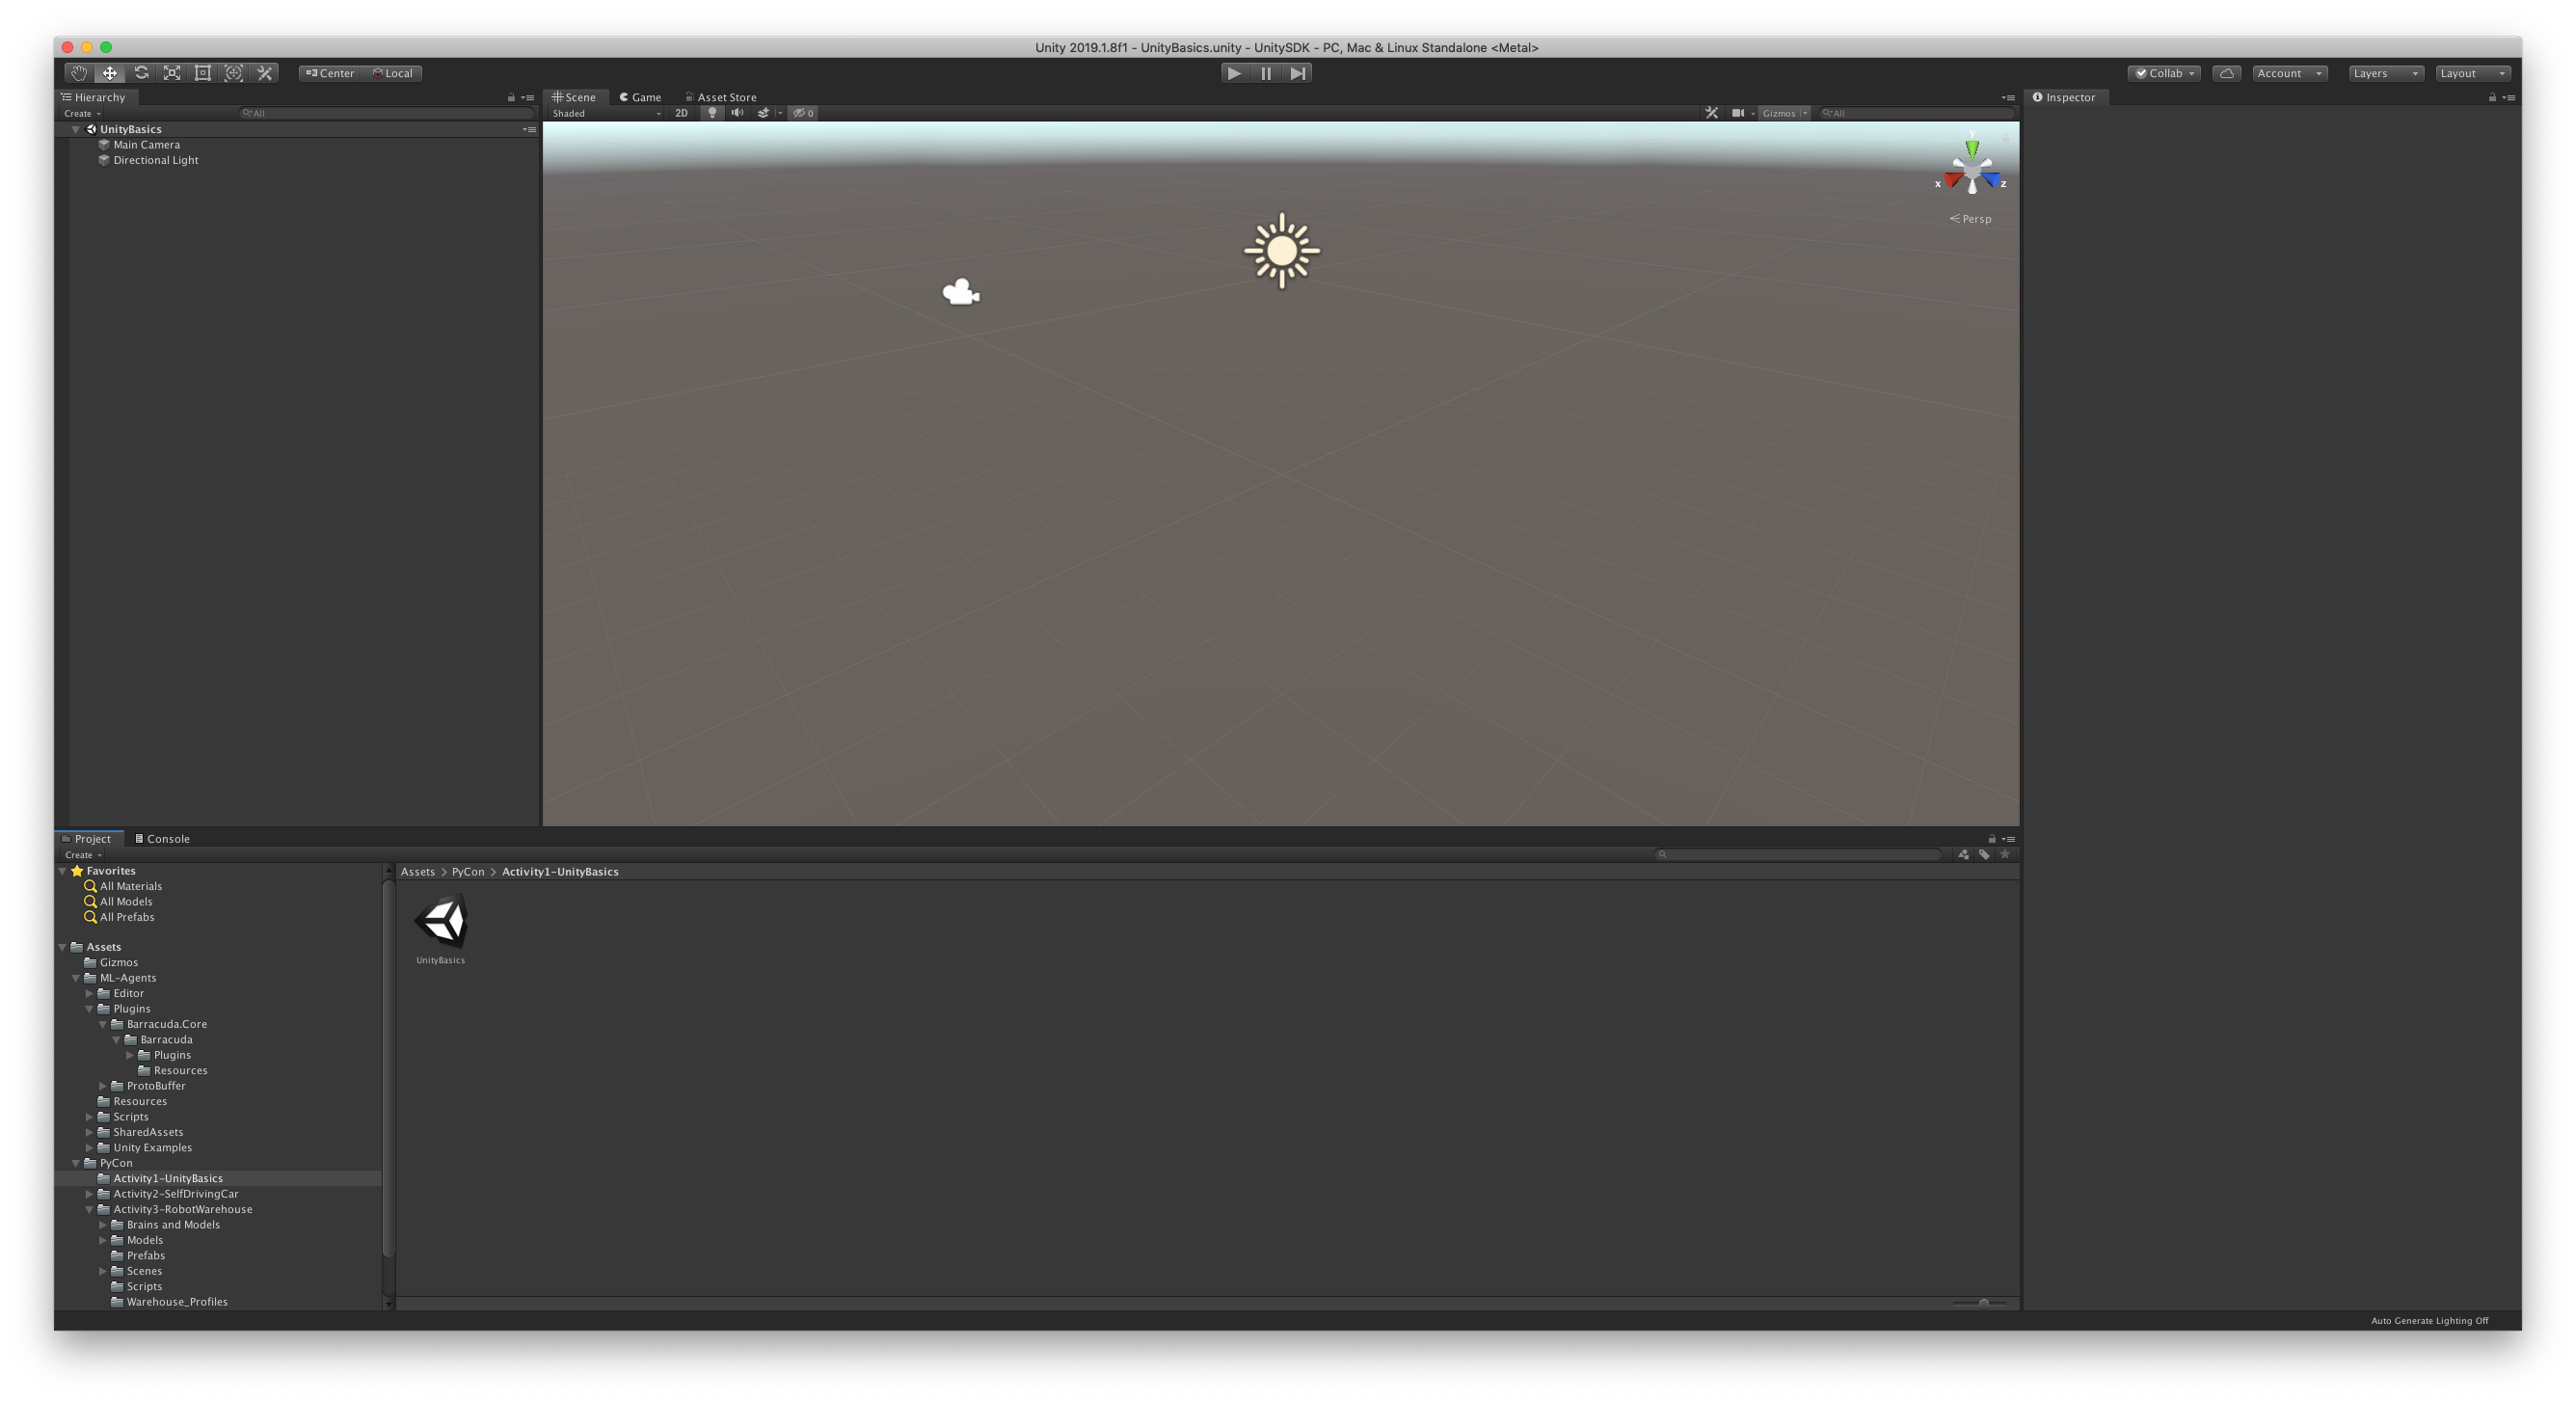 Unity 2019.1.8f1 - UnityBasics.unity - UnitySDK - PC, Mac & Linux Standalone <Metal>
Center Local Collab Account Layers Layout
Hierarchy
Create All
UnityBasics
Main Camera
Directional Light
Scene Game Asset Store
Shaded 2D 0 Gizmos All
y
x z
Persp
Inspector
Project Console
Create
Favorites
All Materials
All Models
All Prefabs
Assets
Gizmos
ML-Agents
Editor
Plugins
Barracuda.Core
Barracuda
Plugins
Resources
ProtoBuffer
Resources
Scripts
SharedAssets
Unity Examples
PyCon
Activity1-UnityBasics
Activity2-SelfDrivingCar
Activity3-RobotWarehouse
Brains and Models
Models
Prefabs
Scenes
Scripts
Warehouse_Profiles
Assets PyCon Activity1-UnityBasics
UnityBasics
Auto Generate Lighting Off